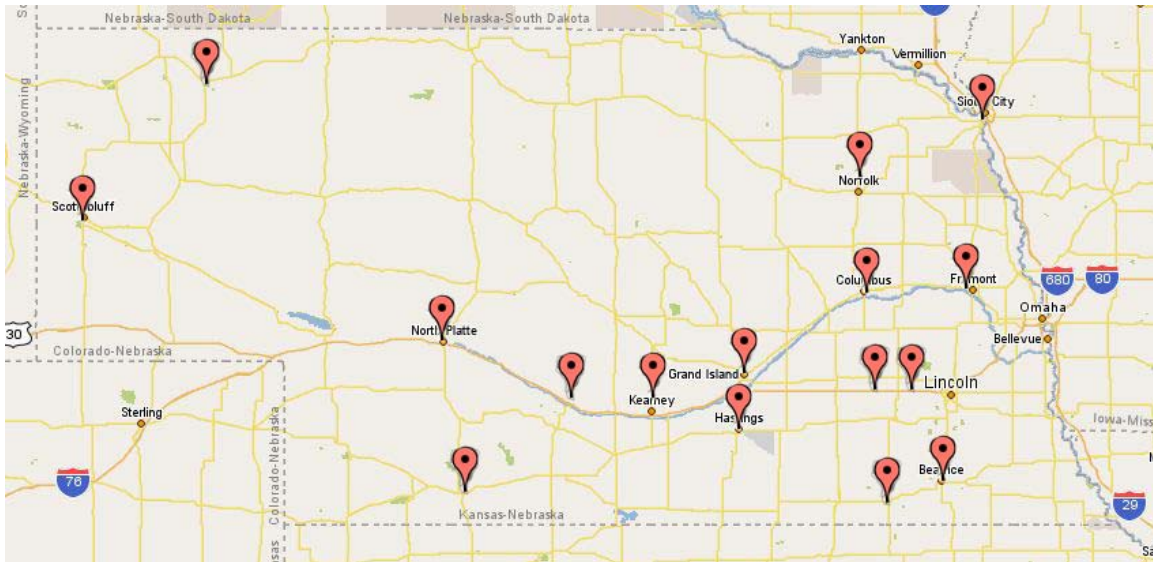 Nebraska-South Dakota
Nebraska-South Dakota
Yankton
Vermillion
Sioux City
Nebraska-Wyoming
Norfolk
Scottsbluff
Columbus
Fremont
680
80
Omaha
30
North Platte
Bellevue
Colorado-Nebraska
Grand Island
Lincoln
Kearney
Sterling
Hastings
Iowa-Miss
Colorado-Nebraska
Beatrice
76
Kansas-Nebraska
29